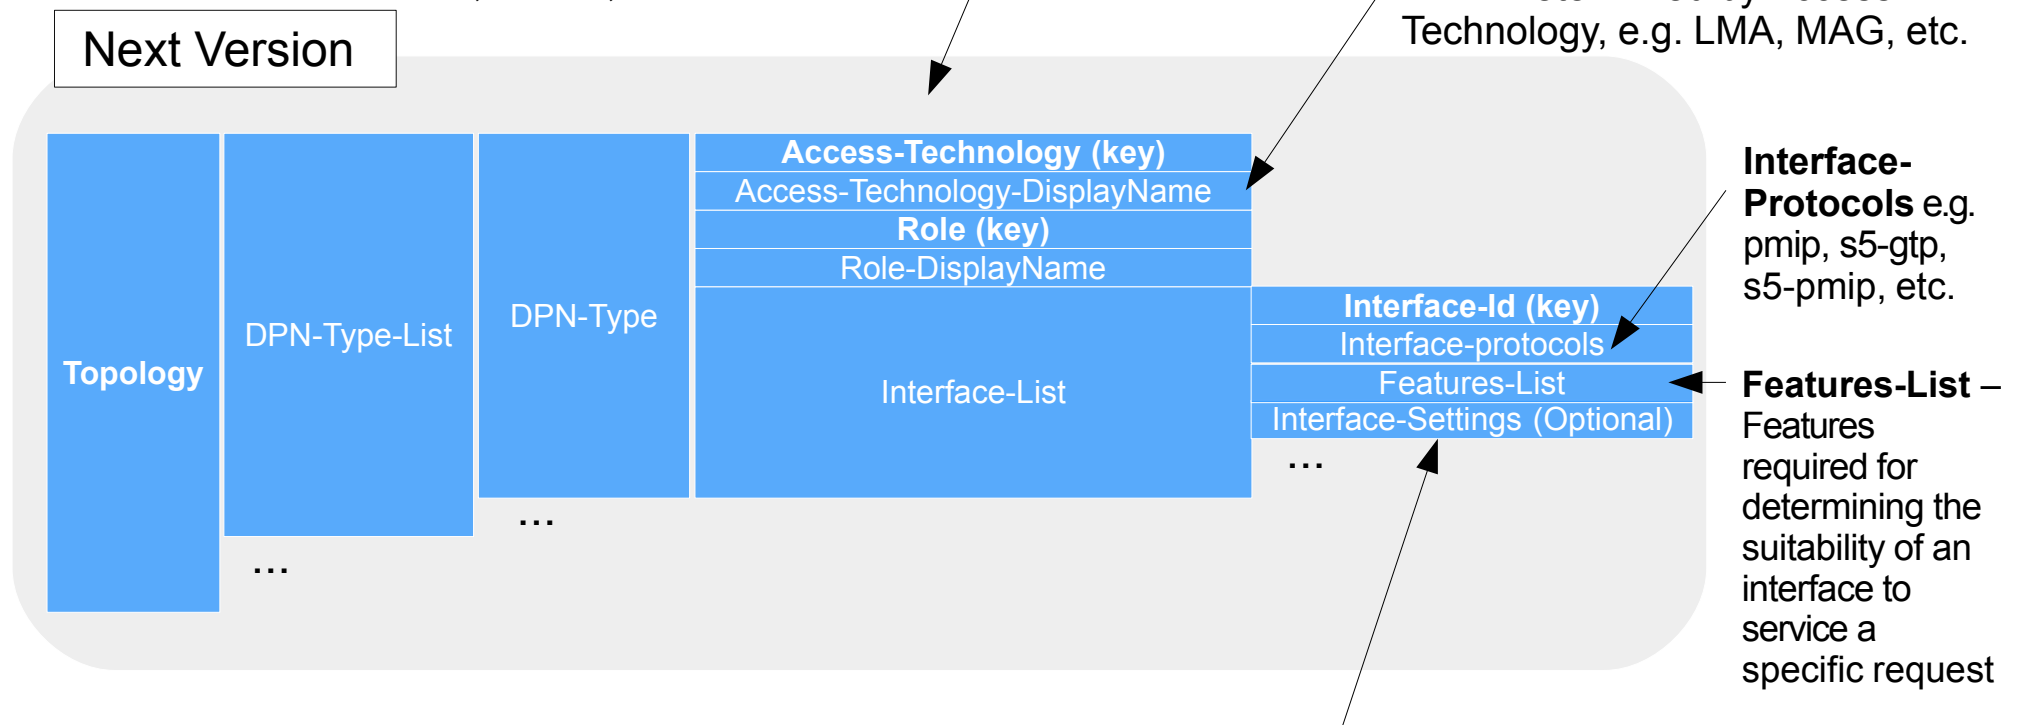 Technology, e.g. LMA, MAG, etc.
Next Version
Access-Technology (key)
Access-Technology-DisplayName
Role (key)
Role-DisplayName
Interface-List
Topology
DPN-Type-List
DPN-Type
...
...
Interface-Id (key)
Interface-protocols
Features-List
Interface-Settings (Optional)
...
Interface-
Protocols e.g.
pmip, s5-gtp,
s5-pmip, etc.
Features-List –
Features
required for
determining the
suitability of an
interface to
service a
specific request